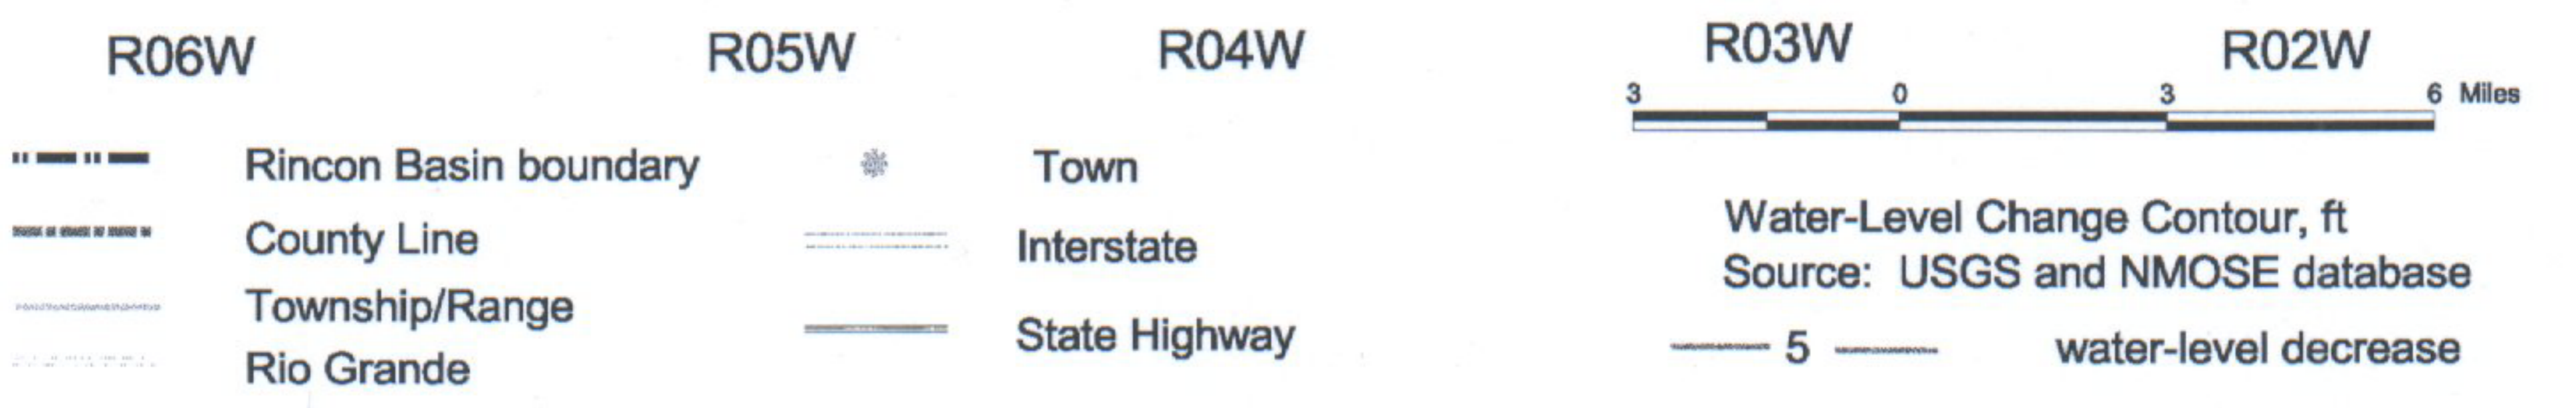 R06W R05W R04W R03W R02W
3 0 3 6 Miles
Rincon Basin boundary
County Line
Township/Range
Rio Grande
Town
Interstate
State Highway
Water-Level Change Contour, ft
Source: USGS and NMOSE database
5 water-level decrease